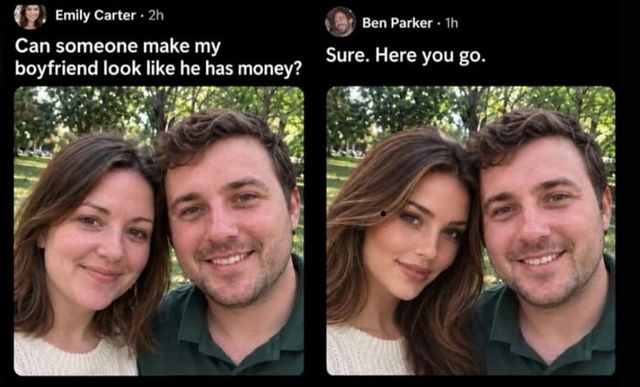 Emily Carter · 2h
Can someone make my
boyfriend look like he has money?
Ben Parker · 1h
Sure. Here you go.